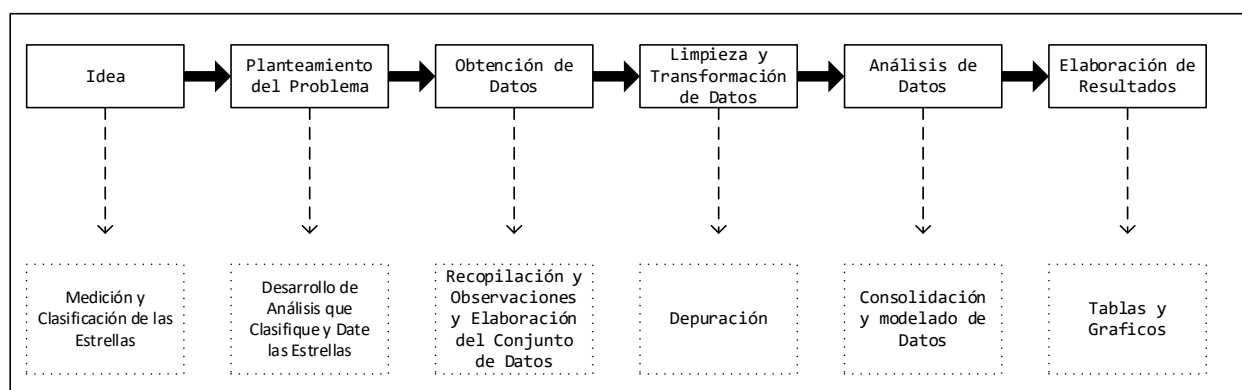 Idea
Planteamiento
del Problema
Obtención de
Datos
Limpieza y
Transformación
de Datos
Análisis de
Datos
Elaboración de
Resultados
Medición y
Clasificación de las
Estrellas
Desarrollo de
Análisis que
Clasifique y Date
las Estrellas
Recopilación y
Observaciones
y Elaboración
del Conjunto
de Datos
Depuración
Consolidación
y modelado de
Datos
Tablas y
Graficos